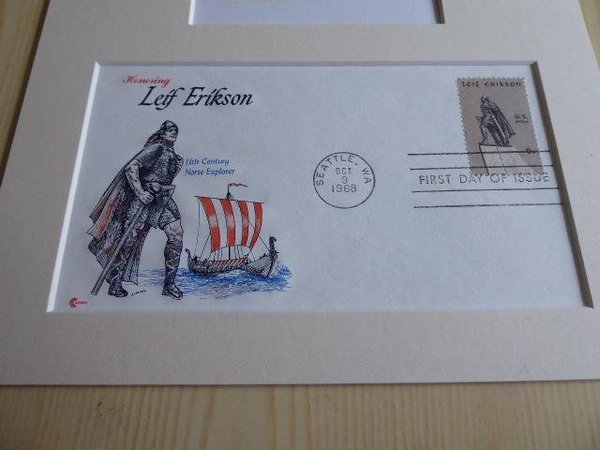 Honoring
Leif Erikson
11th Century
Norse Explorer
SEATTLE, WA
OCT
9
1968
leif erikson
FIRST DAY OF ISSUE